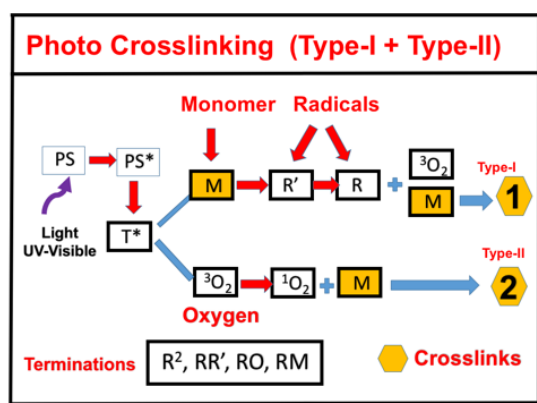 Photo Crosslinking (Type-I + Type-II)
Monomer Radicals
PS
PS*
M
R’
R
+
³O₂
M
Type-I
1
Light
UV-Visible
T*
³O₂
¹O₂
+
M
Type-II
2
Oxygen
Terminations
R², RR’, RO, RM
Crosslinks